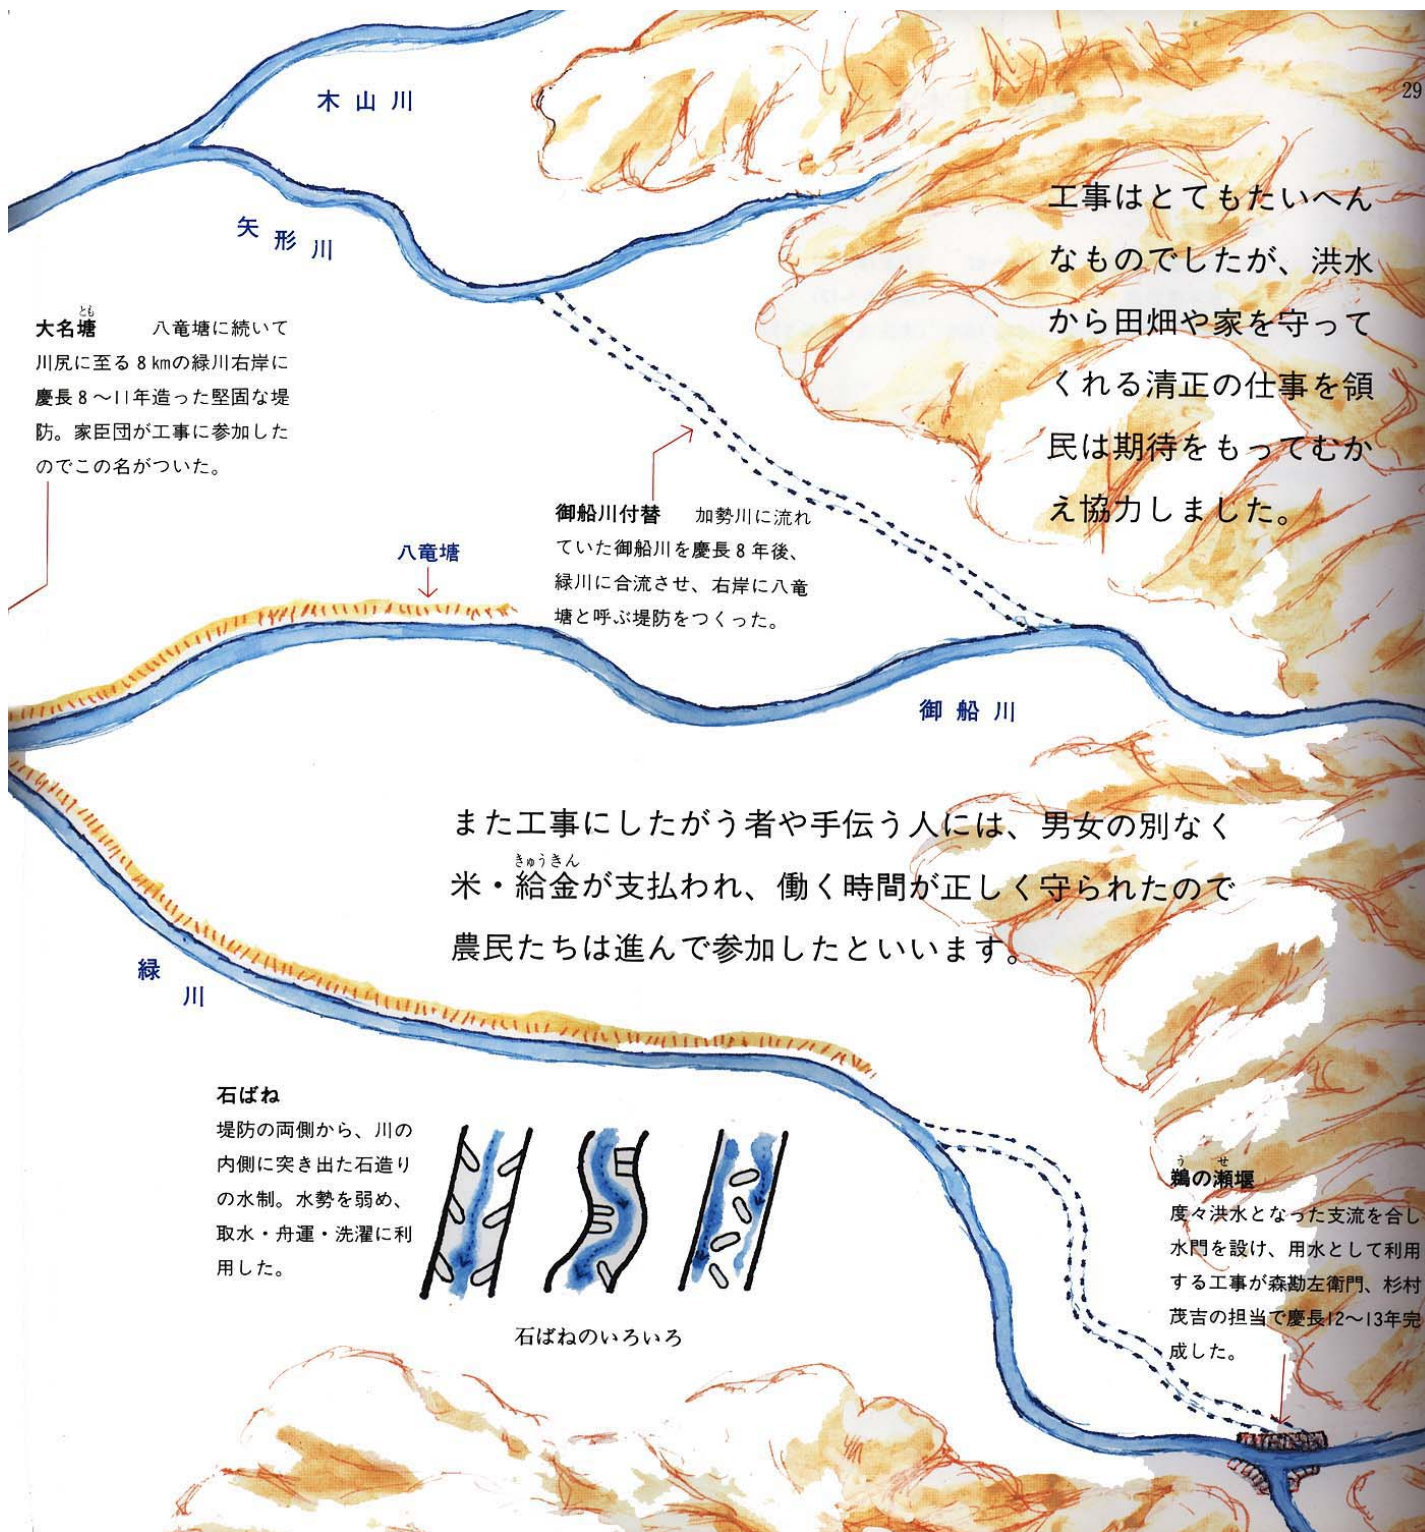 29
木山川
矢形川
工事はとてもたいへん
なものでしたが、洪水
から田畑や家を守って
くれる清正の仕事を領
民は期待をもってむか
え協力しました。
とも
大名塘　八竜塘に続いて
川尻に至る8㎞の緑川右岸に
慶長8〜11年造った堅固な堤
防。家臣団が工事に参加した
のでこの名がついた。
御船川付替　加勢川に流れ
ていた御船川を慶長8年後、
緑川に合流させ、右岸に八竜
塘と呼ぶ堤防をつくった。
八竜塘
御船川
また工事にしたがう者や手伝う人には、男女の別なく
きゅうきん
米・給金が支払われ、働く時間が正しく守られたので
農民たちは進んで参加したといいます。
緑川
石ばね
堤防の両側から、川の
内側に突き出た石造り
の水制。水勢を弱め、
取水・舟運・洗濯に利
用した。
石ばねのいろいろ
うせ
鵜の瀬堰
度々洪水となった支流を合し
水門を設け、用水として利用
する工事が森勘左衛門、杉村
茂吉の担当で慶長12〜13年完
成した。